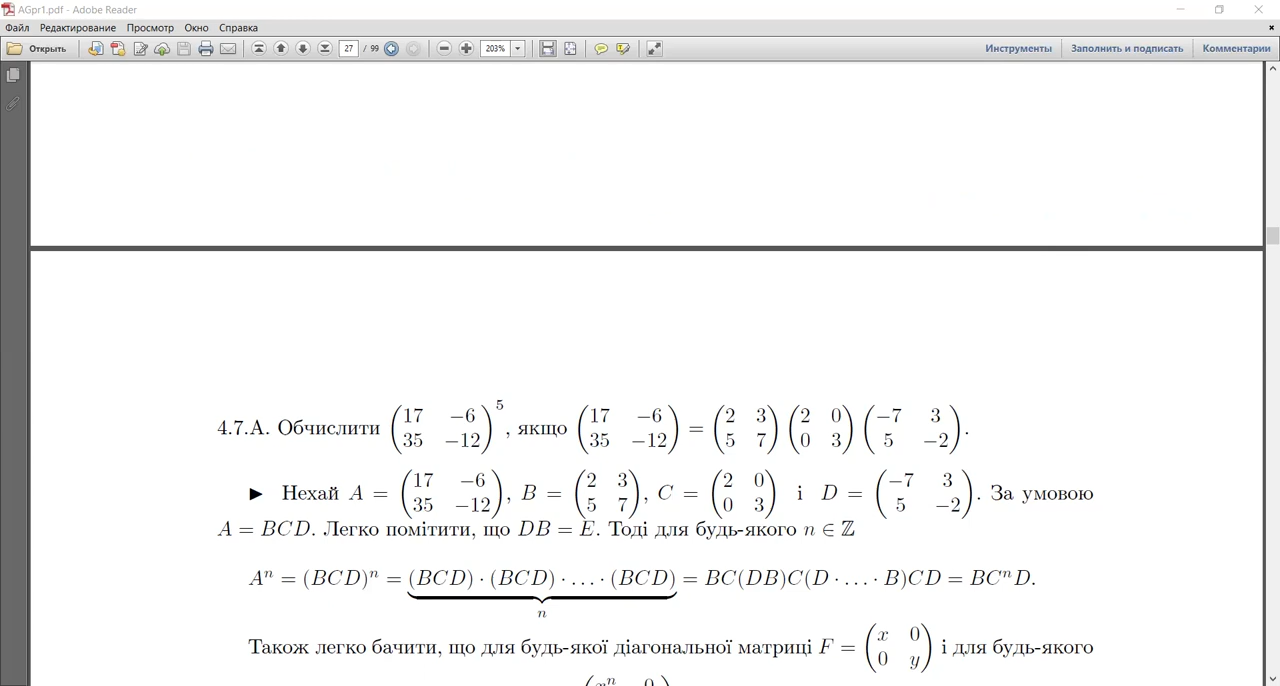 AGpr1.pdf - Adobe Reader
Файл Редактирование Просмотр Окно Справка
Открыть 27 / 99 203% Инструменты Заполнить и подписать Комментарии
4.7.A. Обчислити (17 −6; 35 −12)^5, якщо (17 −6; 35 −12) = (2 3; 5 7)(2 0; 0 3)(−7 3; 5 −2).
► Нехай A = (17 −6; 35 −12), B = (2 3; 5 7), C = (2 0; 0 3) і D = (−7 3; 5 −2). За умовою
A = BCD. Легко помітити, що DB = E. Тоді для будь-якого n ∈ ℤ
Aⁿ = (BCD)ⁿ = (BCD) · (BCD) · . . . · (BCD) = BC(DB)C(D · . . . · B)CD = BCⁿD.
n
Також легко бачити, що для будь-якої діагональної матриці F = (x 0; 0 y) і для будь-якого